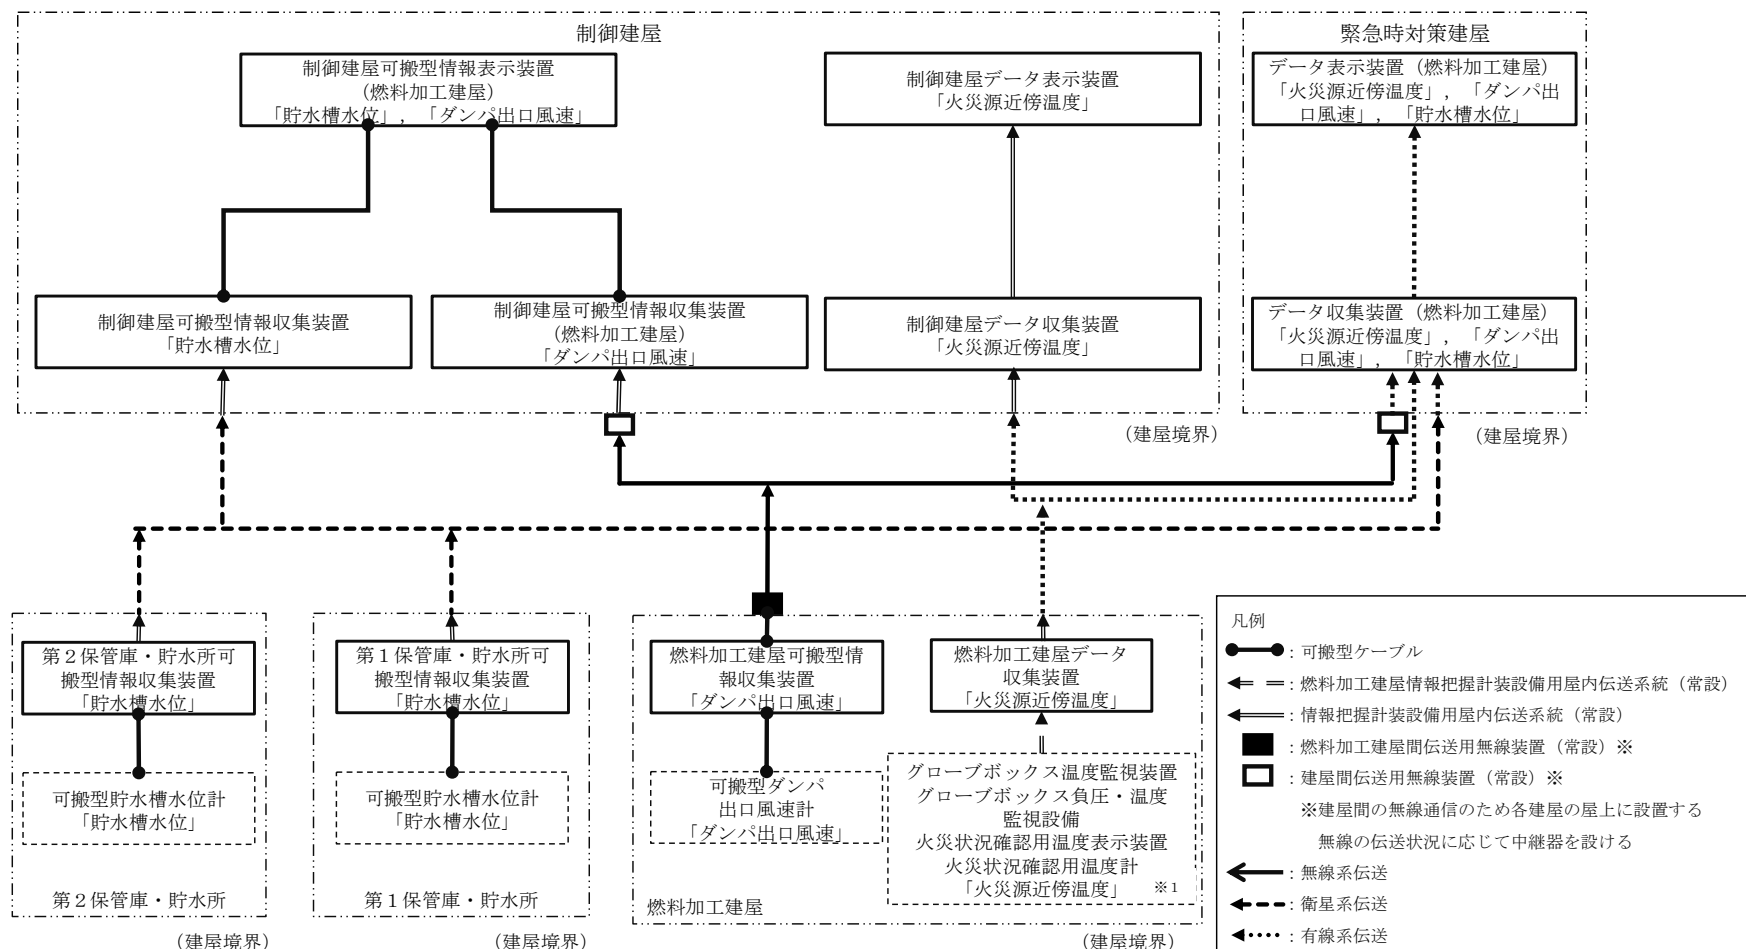 制御建屋
制御建屋可搬型情報表示装置
(燃料加工建屋)
「貯水槽水位」,「ダンパ出口風速」
制御建屋データ表示装置
「火災源近傍温度」
緊急時対策建屋
データ表示装置(燃料加工建屋)
「火災源近傍温度」,「ダンパ出
口風速」,「貯水槽水位」
制御建屋可搬型情報収集装置
「貯水槽水位」
制御建屋可搬型情報収集装置
(燃料加工建屋)
「ダンパ出口風速」
制御建屋データ収集装置
「火災源近傍温度」
データ収集装置(燃料加工建屋)
「火災源近傍温度」,「ダンパ出
口風速」,「貯水槽水位」
(建屋境界)
(建屋境界)
第2保管庫・貯水所可
搬型情報収集装置
「貯水槽水位」
可搬型貯水槽水位計
「貯水槽水位」
第2保管庫・貯水所
(建屋境界)
第1保管庫・貯水所可
搬型情報収集装置
「貯水槽水位」
可搬型貯水槽水位計
「貯水槽水位」
第1保管庫・貯水所
(建屋境界)
燃料加工建屋可搬型情
報収集装置
「ダンパ出口風速」
可搬型ダンパ
出口風速計
「ダンパ出口風速」
燃料加工建屋データ
収集装置
「火災源近傍温度」
グローブボックス温度監視装置
グローブボックス負圧・温度
監視設備
火災状況確認用温度表示装置
火災状況確認用温度計
「火災源近傍温度」 ※1
燃料加工建屋
(建屋境界)
凡例
:可搬型ケーブル
:燃料加工建屋情報把握計装設備用屋内伝送系統(常設)
:情報把握計装設備用屋内伝送系統(常設)
:燃料加工建屋間伝送用無線装置(常設)※
:建屋間伝送用無線装置(常設)※
※建屋間の無線通信のため各建屋の屋上に設置する
無線の伝送状況に応じて中継器を設ける
:無線系伝送
:衛星系伝送
:有線系伝送